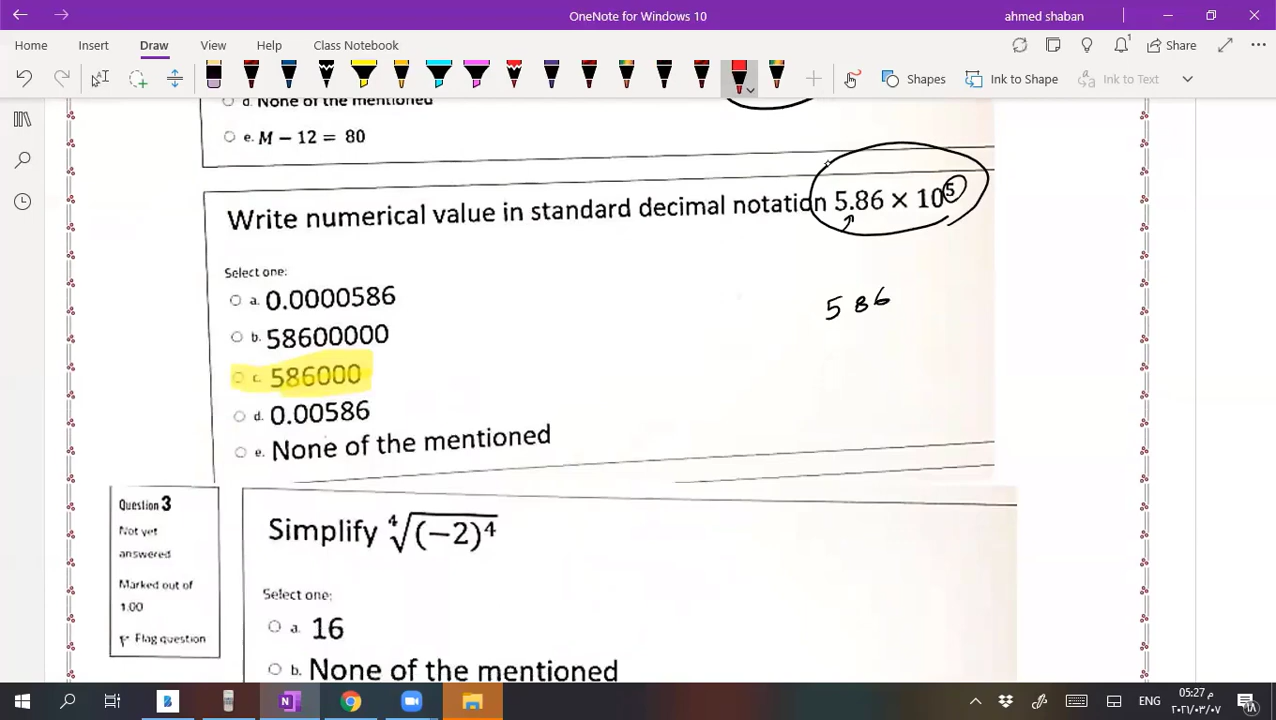 OneNote for Windows 10
ahmed shaban
Home Insert Draw View Help Class Notebook
Share
Shapes Ink to Shape Ink to Text
d. None of the mentioned
e. M − 12 = 80
Write numerical value in standard decimal notation 5.86 × 10⁵
Select one:
a. 0.0000586
586
b. 58600000
c. 586000
d. 0.00586
e. None of the mentioned
Question 3
Not yet
answered
Marked out of
1.00
Flag question
Simplify ⁴√(−2)⁴
Select one:
a. 16
b. None of the mentioned
ENG
05:27 م
٢٠٢١/٠٣/٠٧